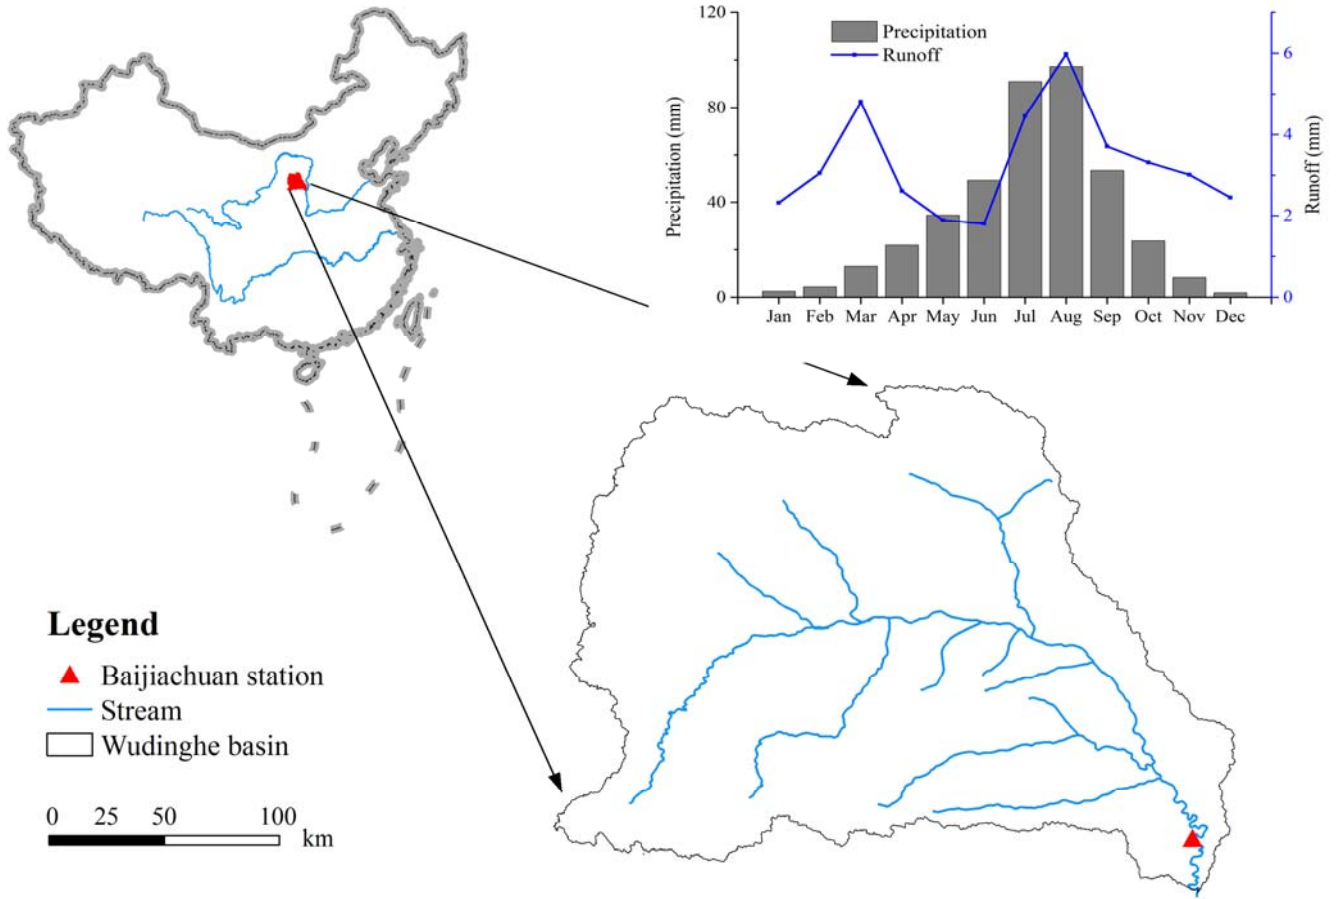 120
80
40
0
Precipitation (mm)
Precipitation
Runoff
6
4
2
0
Runoff (mm)
Jan Feb Mar Apr May Jun Jul Aug Sep Oct Nov Dec
Legend
Baijiachuan station
Stream
Wudinghe basin
0 25 50 100
km